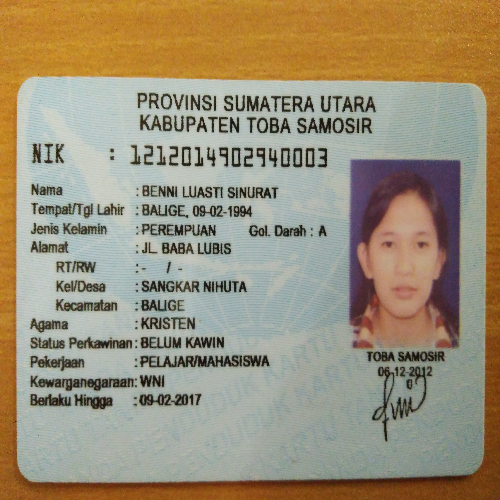 PROVINSI SUMATERA UTARA
KABUPATEN TOBA SAMOSIR
NIK : 1212014902940003
Nama : BENNI LUASTI SINURAT
Tempat/Tgl Lahir : BALIGE, 09-02-1994
Jenis Kelamin : PEREMPUAN Gol. Darah : A
Alamat : JL. BABA LUBIS
RT/RW : - / -
Kel/Desa : SANGKAR NIHUTA
Kecamatan : BALIGE
Agama : KRISTEN
Status Perkawinan: BELUM KAWIN
Pekerjaan : PELAJAR/MAHASISWA
Kewarganegaraan: WNI
Berlaku Hingga : 09-02-2017
TOBA SAMOSIR
06-12-2012